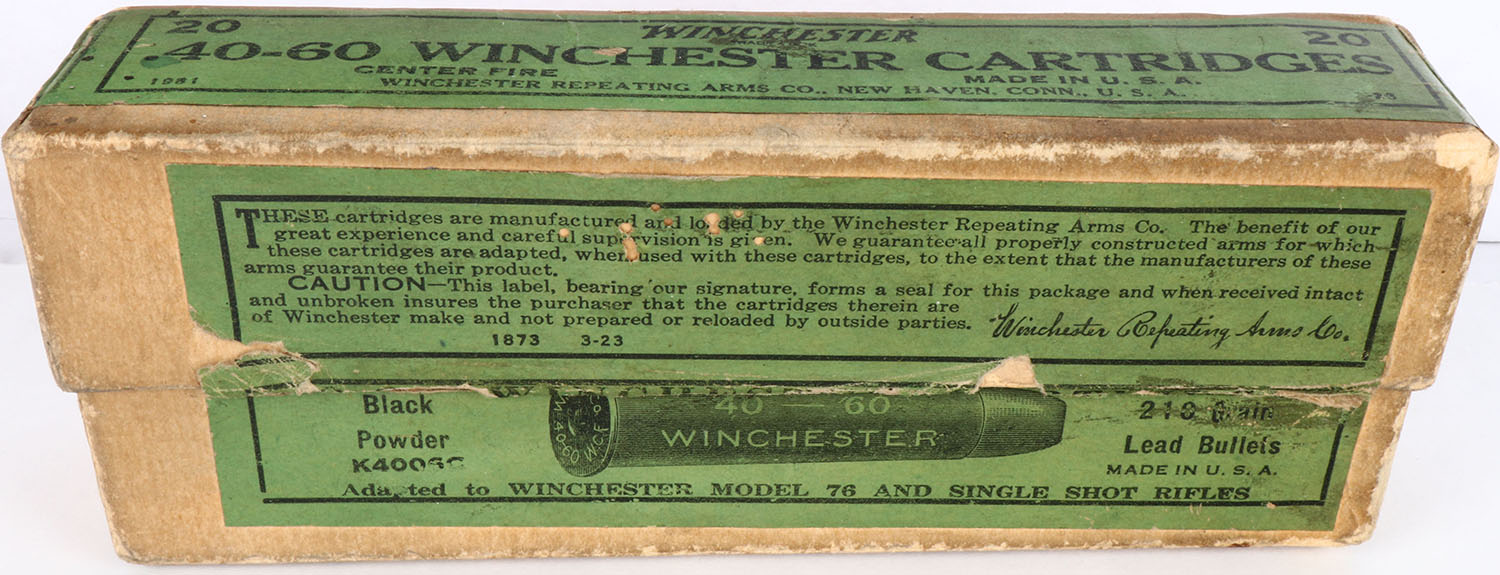 20 WINCHESTER 20
.40-60 WINCHESTER CARTRIDGES
CENTER FIRE MADE IN U.S.A.
1981 WINCHESTER REPEATING ARMS CO., NEW HAVEN, CONN., U.S.A. 73
THESE cartridges are manufactured and loaded by the Winchester Repeating Arms Co. The benefit of our
great experience and careful supervision is given. We guarantee all properly constructed arms for which
these cartridges are adapted, when used with these cartridges, to the extent that the manufacturers of these
arms guarantee their product.
CAUTION—This label, bearing our signature, forms a seal for this package and when received intact
and unbroken insures the purchaser that the cartridges therein are
of Winchester make and not prepared or reloaded by outside parties. Winchester Repeating Arms Co.
1873 3-23
Black
Powder
W.R.A.Co.
40-60 W.C.F.
40 — 60
WINCHESTER
210 Grain
Lead Bullets
MADE IN U.S.A.
Adapted to WINCHESTER MODEL 76 AND SINGLE SHOT RIFLES